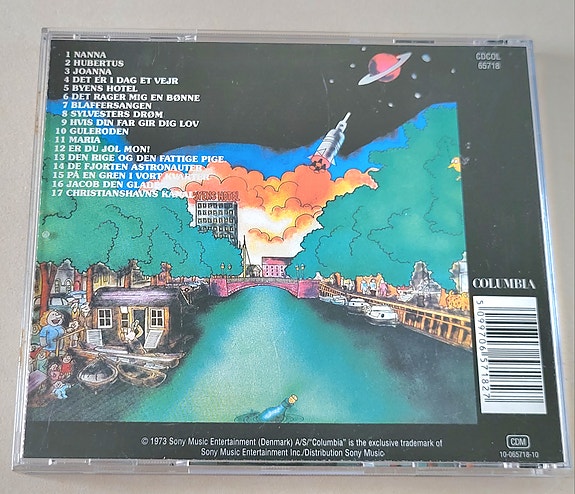 1 NANNA
2 HUBERTUS
3 JOANNA
4 DET ER I DAG ET VEJR
5 BYENS HOTEL
6 DET RAGER MIG EN BØNNE
7 BLAFFERSANGEN
8 SYLVESTERS DRØM
9 HVIS DIN FAR GIR DIG LOV
10 GULERODEN
11 MARIA
12 ER DU JOL MON!
13 DEN RIGE OG DEN FATTIGE PIGE
14 DE FJORTEN ASTRONAUTER
15 PÅ EN GREN I VORT KVARTER
16 JACOB DEN GLADE
17 CHRISTIANSHAVNS KANAL
CDCOL
65718
BYENS HOTEL
COLUMBIA
5 099706 571827
© 1973 Sony Music Entertainment (Denmark) A/S/"Columbia" is the exclusive trademark of
Sony Music Entertainment Inc./Distribution Sony Music
CDM
10-065718-10